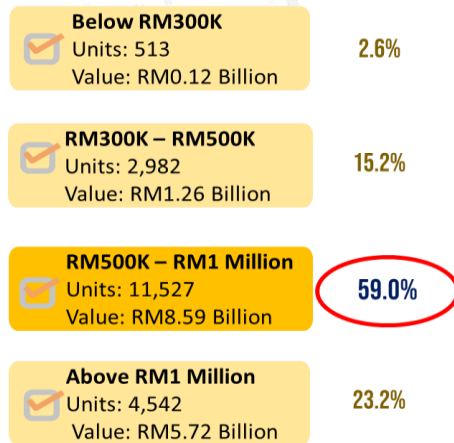 Below RM300K
Units: 513
Value: RM0.12 Billion
2.6%
RM300K – RM500K
Units: 2,982
Value: RM1.26 Billion
15.2%
RM500K – RM1 Million
Units: 11,527
Value: RM8.59 Billion
59.0%
Above RM1 Million
Units: 4,542
Value: RM5.72 Billion
23.2%